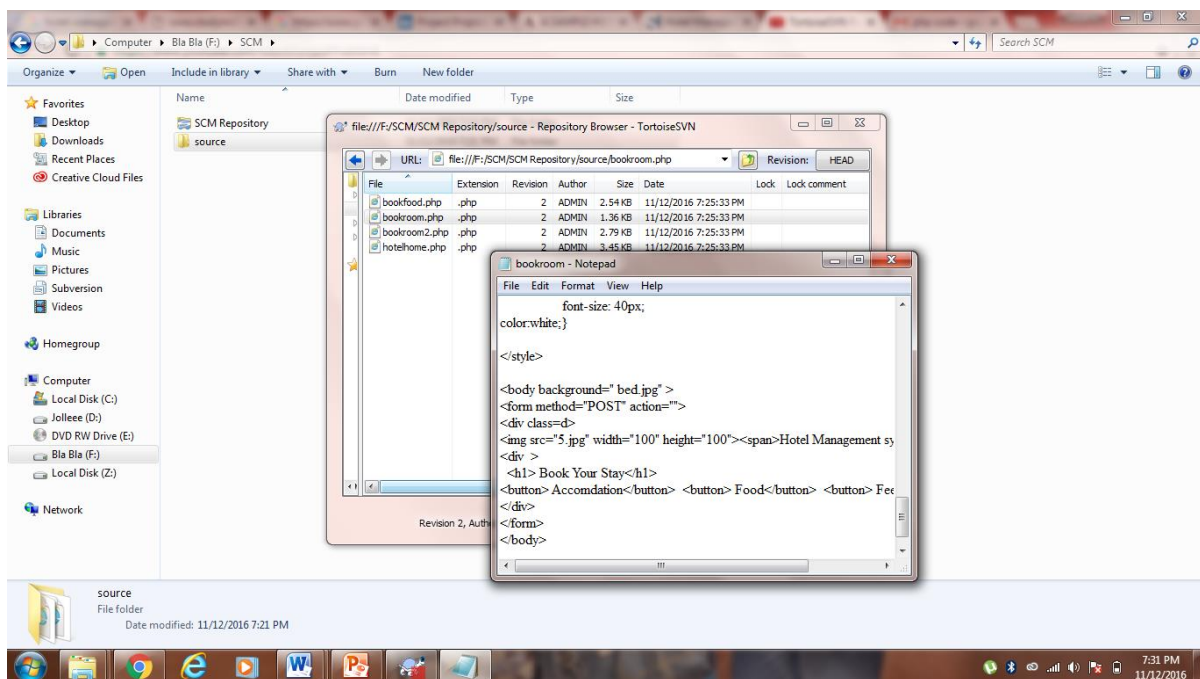 Computer ▸ Bla Bla (F:) ▸ SCM ▸
Search SCM
Organize ▾ Open Include in library ▾ Share with ▾ Burn New folder
Favorites
Desktop
Downloads
Recent Places
Creative Cloud Files
Libraries
Documents
Music
Pictures
Subversion
Videos
Homegroup
Computer
Local Disk (C:)
Jolleee (D:)
DVD RW Drive (E:)
Bla Bla (F:)
Local Disk (Z:)
Network
Name Date modified Type Size
SCM Repository
source
file:///F:/SCM/SCM Repository/source - Repository Browser - TortoiseSVN
URL: file:///F:/SCM/SCM Repository/source/bookroom.php Revision: HEAD
File Extension Revision Author Size Date Lock Lock comment
bookfood.php .php 2 ADMIN 2.54 KB 11/12/2016 7:25:33 PM
bookroom.php .php 2 ADMIN 1.36 KB 11/12/2016 7:25:33 PM
bookroom2.php .php 2 ADMIN 2.79 KB 11/12/2016 7:25:33 PM
hotelhome.php .php 2 ADMIN 3.45 KB 11/12/2016 7:25:33 PM
Revision 2, Auth
bookroom - Notepad
File Edit Format View Help
font-size: 40px;
color:white;}
</style>
<body background=" bed.jpg" >
<form method="POST" action="">
<div class=d>
<img src="5.jpg" width="100" height="100"><span>Hotel Management sy
<div >
<h1> Book Your Stay</h1>
<button> Accomdation</button> <button> Food</button> <button> Fee
</div>
</form>
</body>
source
File folder
Date modified: 11/12/2016 7:21 PM
7:31 PM
11/12/2016